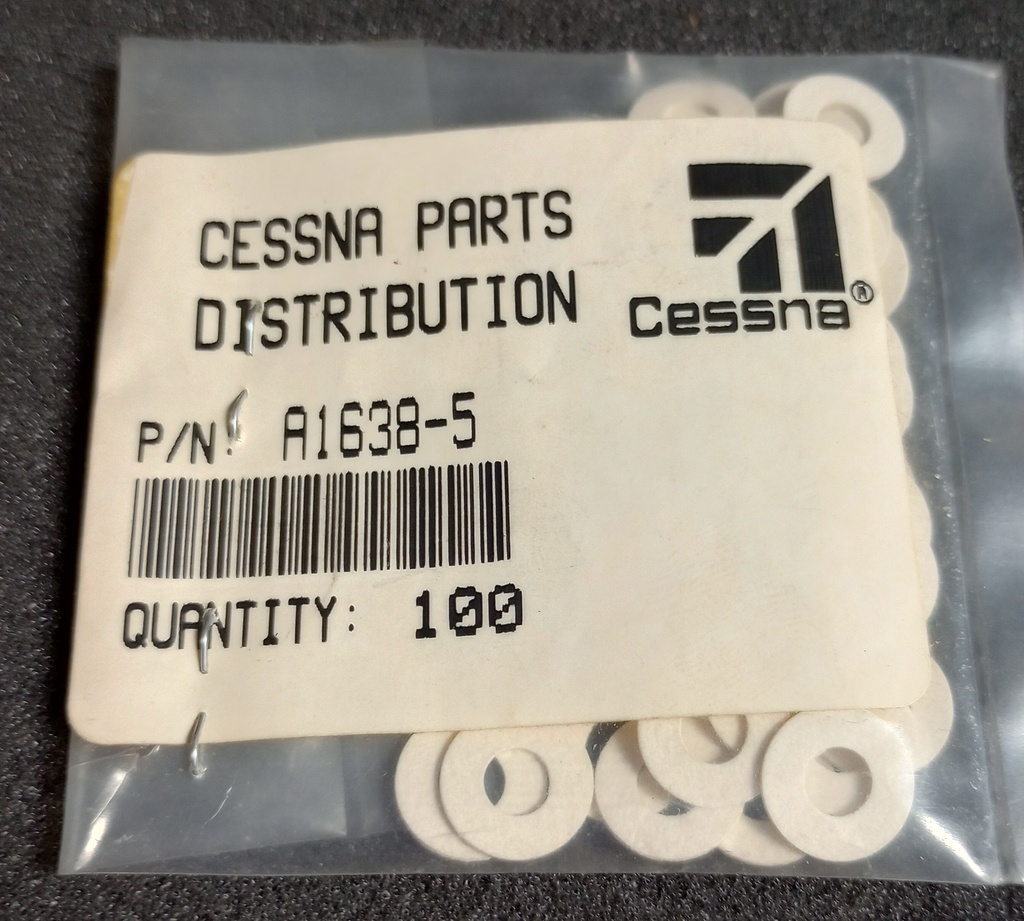 CESSNA PARTS
DISTRIBUTION
Cessna®
P/N: A1638-5
QUANTITY: 100